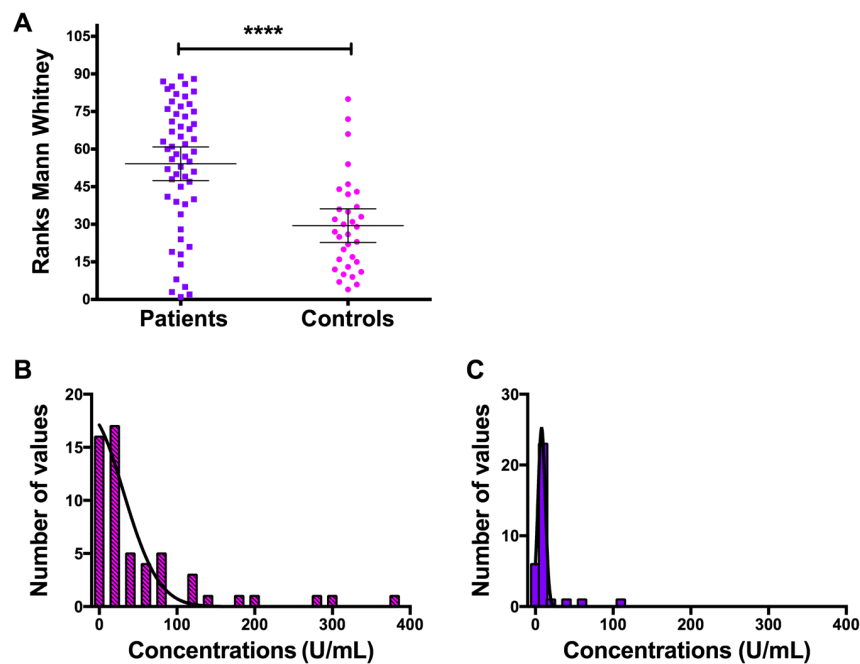 A
****
Ranks Mann Whitney
105
90
75
60
45
30
15
0
Patients Controls
B
Number of values
20
15
10
5
0
0 100 200 300 400
Concentrations (U/mL)
C
Number of values
30
20
10
0
0 100 200 300 400
Concentrations (U/mL)